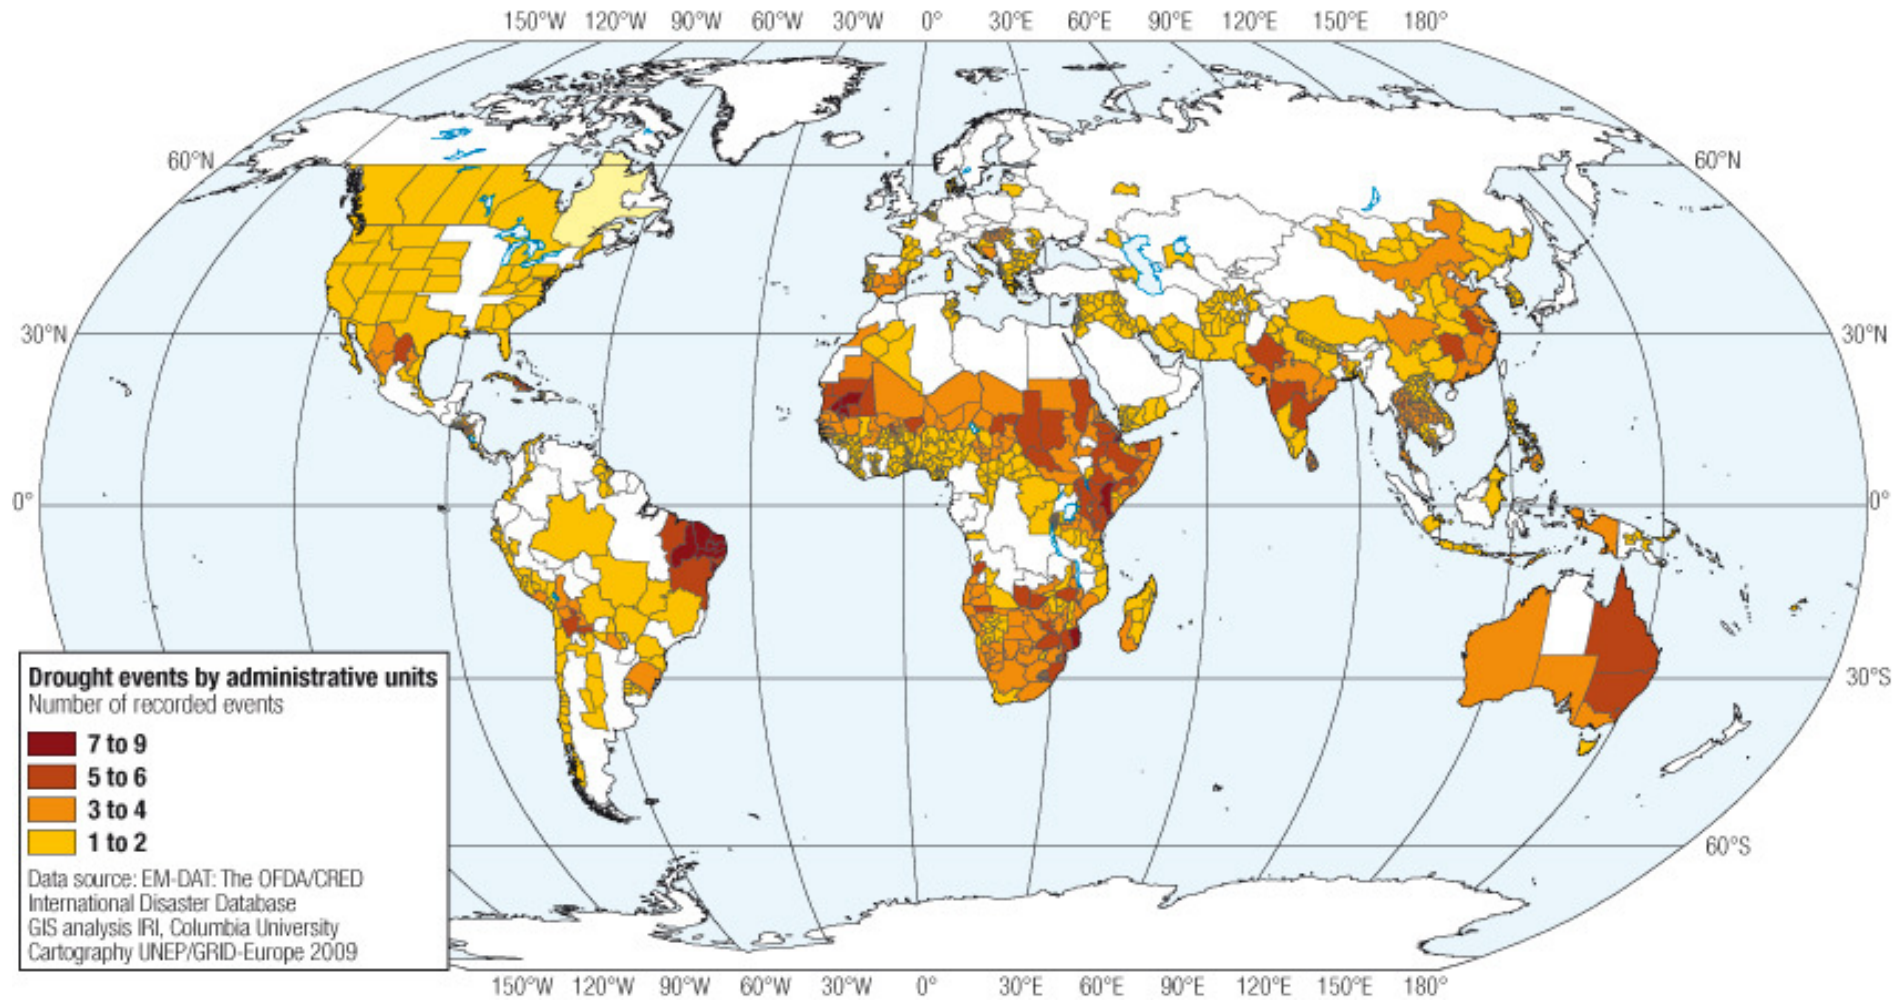 150°W 120°W 90°W 60°W 30°W 0° 30°E 60°E 90°E 120°E 150°E 180°
60°N 60°N
30°N 30°N
0° 0°
30°S
60°S
Drought events by administrative units
Number of recorded events
7 to 9
5 to 6
3 to 4
1 to 2
Data source: EM-DAT: The OFDA/CRED
International Disaster Database
GIS analysis IRI, Columbia University
Cartography UNEP/GRID-Europe 2009
150°W 120°W 90°W 60°W 30°W 0° 30°E 60°E 90°E 120°E 150°E 180°